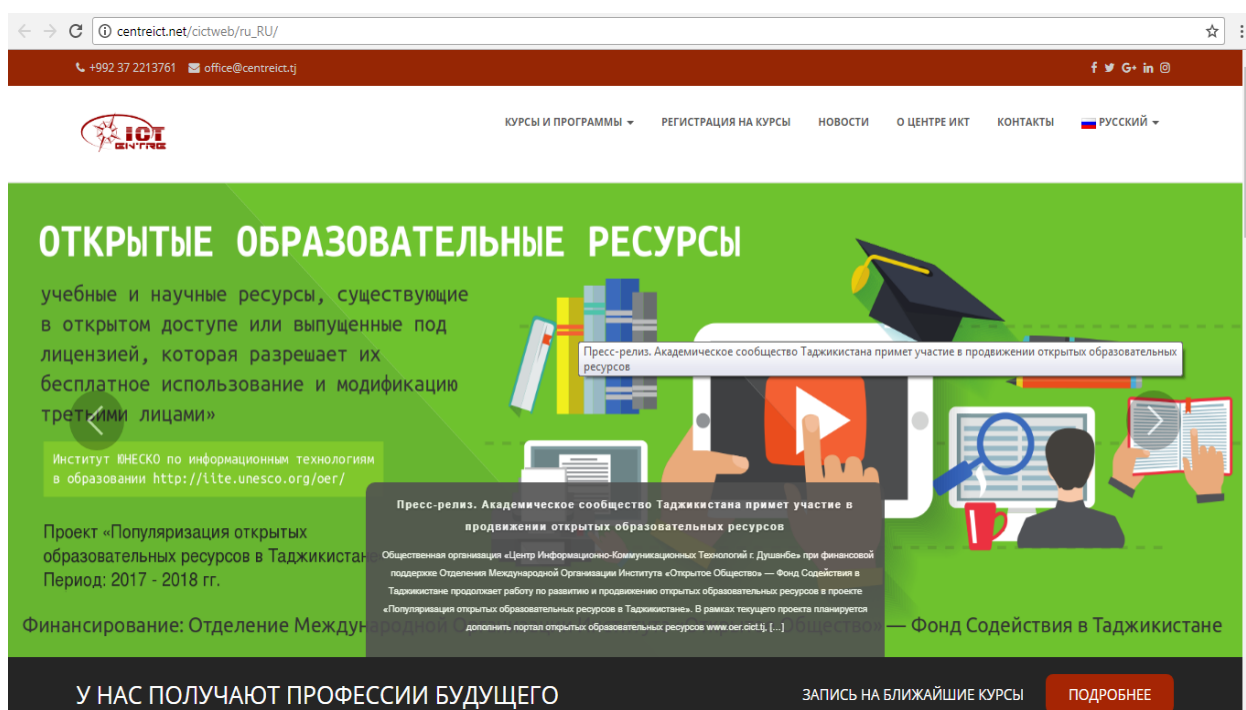 centreict.net/cictweb/ru_RU/
+992 37 2213761 office@centreict.tj
f G+ in
ICT
CENTRE
КУРСЫ И ПРОГРАММЫ РЕГИСТРАЦИЯ НА КУРСЫ НОВОСТИ О ЦЕНТРЕ ИКТ КОНТАКТЫ РУССКИЙ
ОТКРЫТЫЕ ОБРАЗОВАТЕЛЬНЫЕ РЕСУРСЫ
учебные и научные ресурсы, существующие
в открытом доступе или выпущенные под
лицензией, которая разрешает их
бесплатное использование и модификацию
третьими лицами»
Пресс-релиз. Академическое сообщество Таджикистана примет участие в продвижении открытых образовательных
ресурсов
Институт ЮНЕСКО по информационным технологиям
в образовании http://iite.unesco.org/oer/
Проект «Популяризация открытых
образовательных ресурсов в Таджикистане
Период: 2017 - 2018 гг.
Пресс-релиз. Академическое сообщество Таджикистана примет участие в
продвижении открытых образовательных ресурсов
Общественная организация «Центр Информационно-Коммуникационных Технологий г. Душанбе» при финансовой
поддержке Отделения Международной Организации Института «Открытое Общество» — Фонд Содействия в
Таджикистане продолжает работу по развитию и продвижению открытых образовательных ресурсов в проекте
«Популяризация открытых образовательных ресурсов в Таджикистане». В рамках текущего проекта планируется
дополнить портал открытых образовательных ресурсов www.oer.cict.tj, [...]
Финансирование: Отделение Международной Организации Института «Открытое Общество» — Фонд Содействия в Таджикистане
У НАС ПОЛУЧАЮТ ПРОФЕССИИ БУДУЩЕГО
ЗАПИСЬ НА БЛИЖАЙШИЕ КУРСЫ ПОДРОБНЕЕ